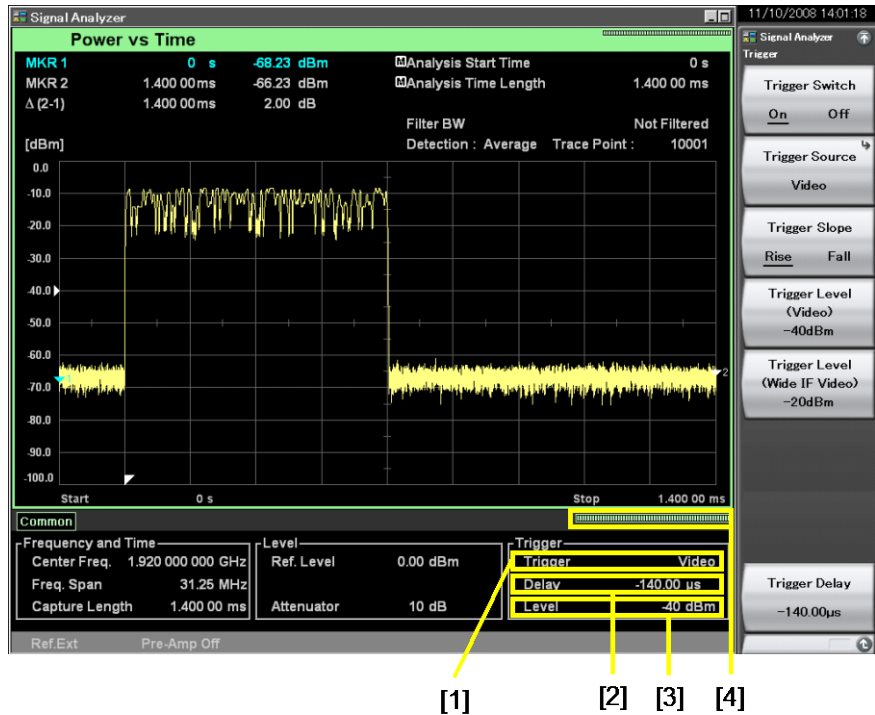 Signal Analyzer
11/10/2008 14:01:18
Power vs Time
MKR 1 0 s -68.23 dBm
MKR 2 1.400 00 ms -66.23 dBm
Δ (2-1) 1.400 00 ms 2.00 dB
M Analysis Start Time 0 s
M Analysis Time Length 1.400 00 ms
Filter BW Not Filtered
Detection : Average Trace Point : 10001
[dBm]
0.0
-10.0
-20.0
-30.0
-40.0
-50.0
-60.0
-70.0
-80.0
-90.0
-100.0
1
2
Start 0 s Stop 1.400 00 ms
Common
Frequency and Time
Center Freq. 1.920 000 000 GHz
Freq. Span 31.25 MHz
Capture Length 1.400 00 ms
Level
Ref. Level 0.00 dBm
Attenuator 10 dB
Trigger
Trigger Video
Delay -140.00 µs
Level -40 dBm
Ref.Ext Pre-Amp Off
Signal Analyzer
Trigger
Trigger Switch
On Off
Trigger Source
Video
Trigger Slope
Rise Fall
Trigger Level
(Video)
-40dBm
Trigger Level
(Wide IF Video)
-20dBm
Trigger Delay
-140.00µs
[1] [2] [3] [4]